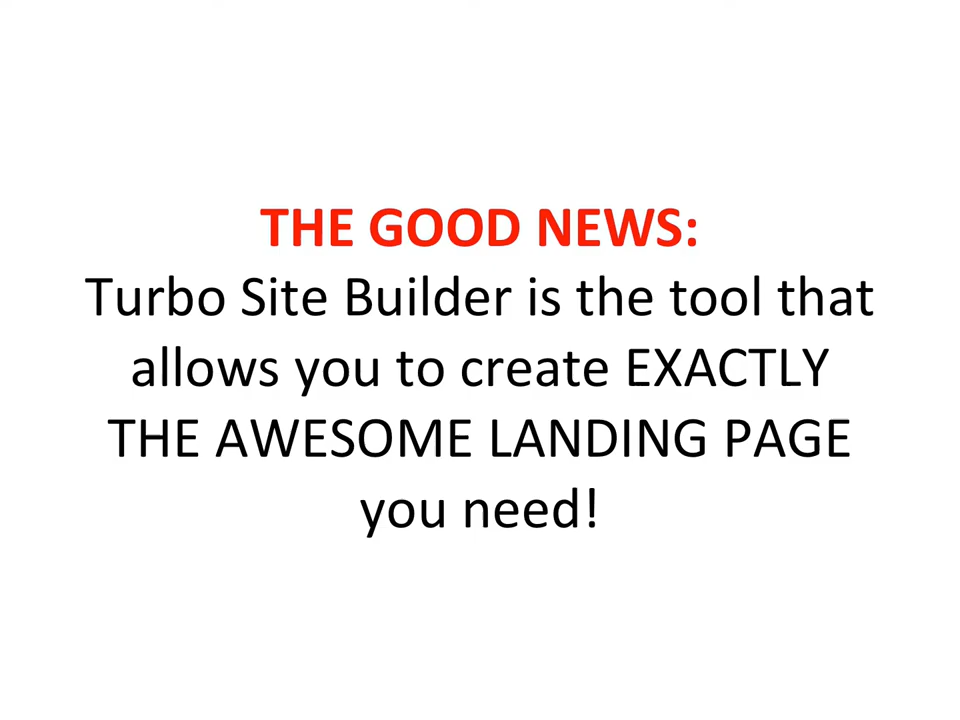 THE GOOD NEWS:
Turbo Site Builder is the tool that
allows you to create EXACTLY
THE AWESOME LANDING PAGE
you need!